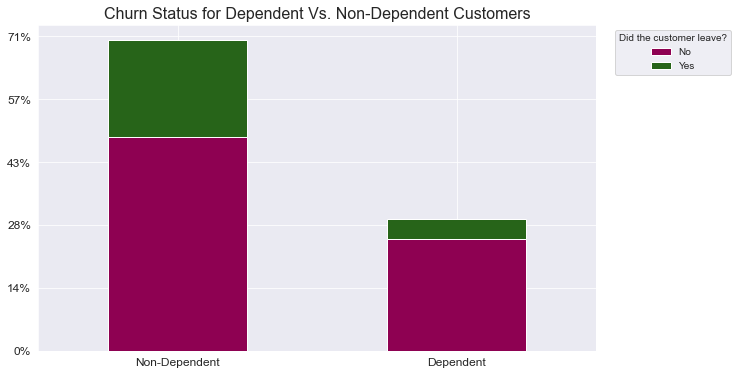 Churn Status for Dependent Vs. Non-Dependent Customers
71%
57%
43%
28%
14%
0%
Non-Dependent
Dependent
Did the customer leave?
No
Yes